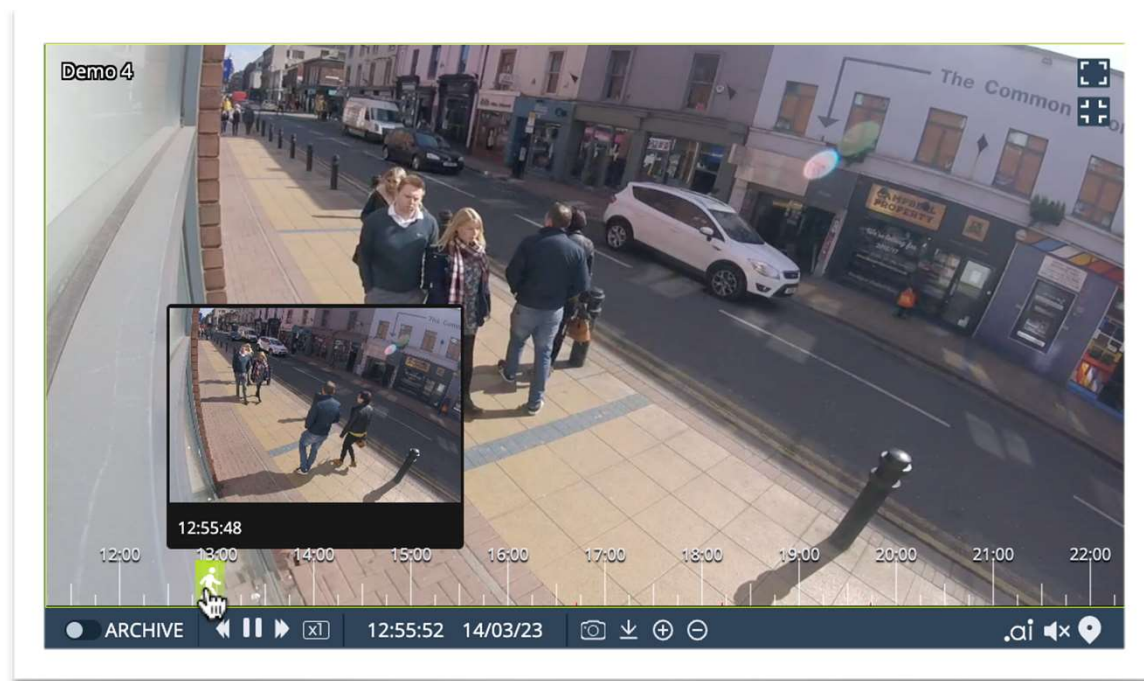 Demo 4
The Common
CAMPBELL
PROPERTY
12:55:48
12:00 13:00 14:00 15:00 16:00 17:00 18:00 19:00 20:00 21:00 22:00
ARCHIVE x1 12:55:52 14/03/23 .ai